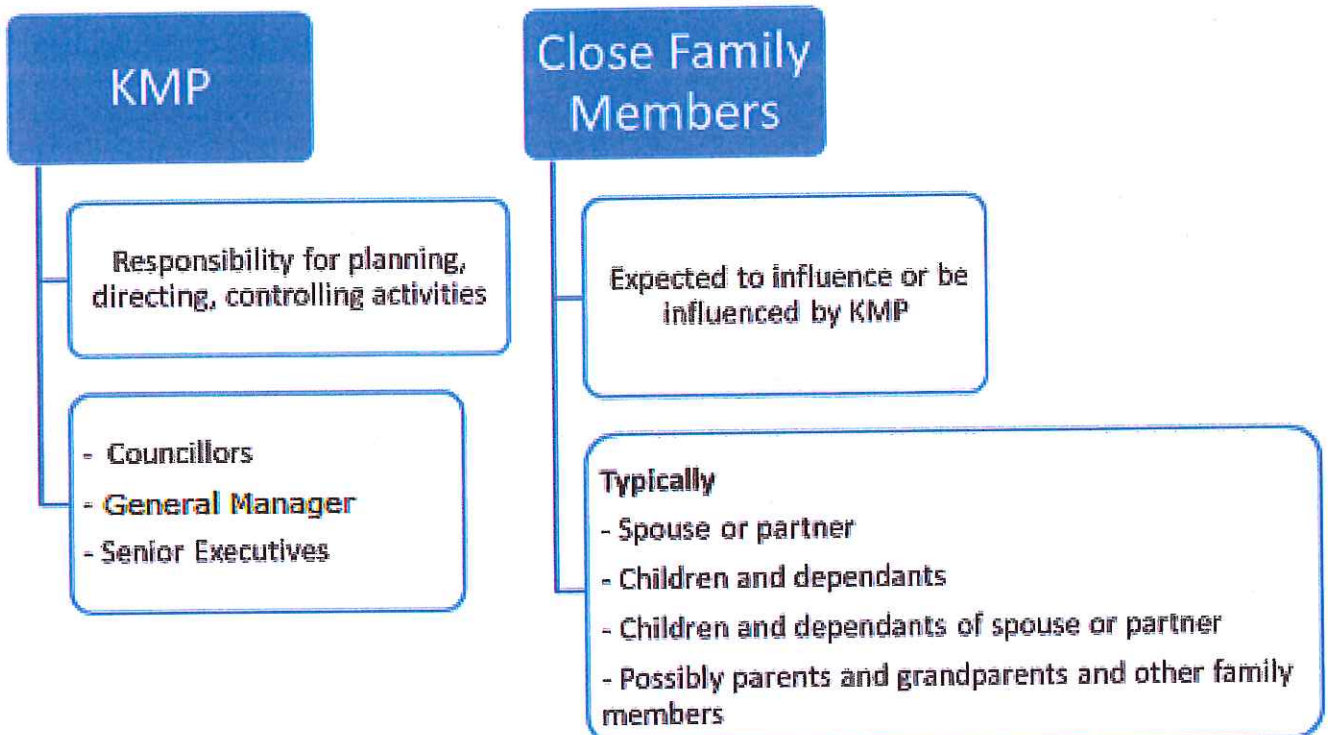 KMP
Responsibility for planning,
directing, controlling activities
- Councillors
- General Manager
- Senior Executives
Close Family
Members
Expected to influence or be
influenced by KMP
Typically
- Spouse or partner
- Children and dependants
- Children and dependants of spouse or partner
- Possibly parents and grandparents and other family
members